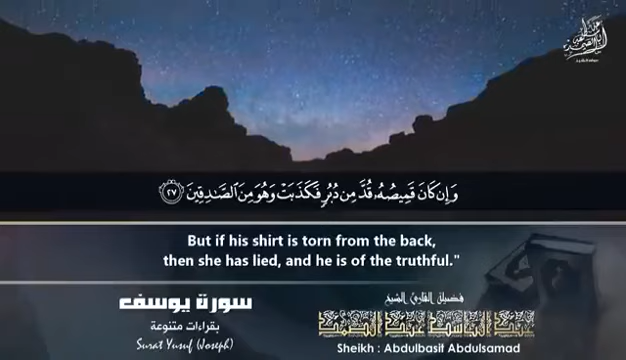 وَإِن كَانَ قَمِيصُهُۥ قُدَّ مِن دُبُرٍ فَكَذَبَتْ وَهُوَ مِنَ ٱلصَّـٰدِقِينَ ٢٧
But if his shirt is torn from the back,
then she has lied, and he is of the truthful."
سورة يوسف
بقراءات متنوعة
Surat Yusuf (Joseph)
فضيلة القارئ الشيخ
عبد الباسط عبد الصمد
Sheikh : Abdulbasit Abdulsamad